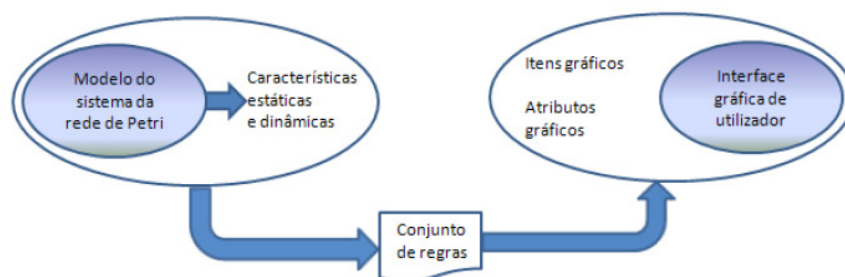 Modelo do
sistema da
rede de Petri
Características
estáticas
e dinâmicas
Itens gráficos
Atributos
gráficos
Interface
gráfica de
utilizador
Conjunto
de regras